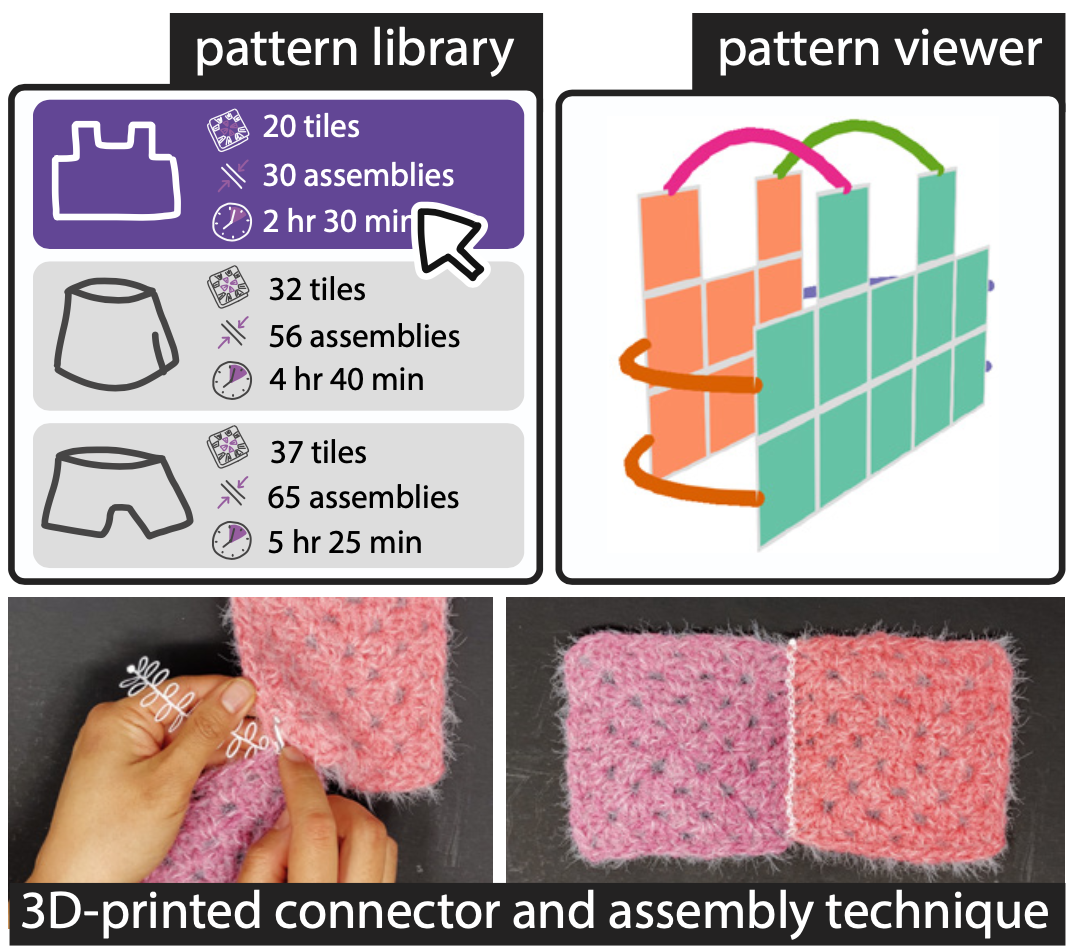 pattern library
20 tiles
30 assemblies
2 hr 30 min
32 tiles
56 assemblies
4 hr 40 min
37 tiles
65 assemblies
5 hr 25 min
pattern viewer
3D-printed connector and assembly technique